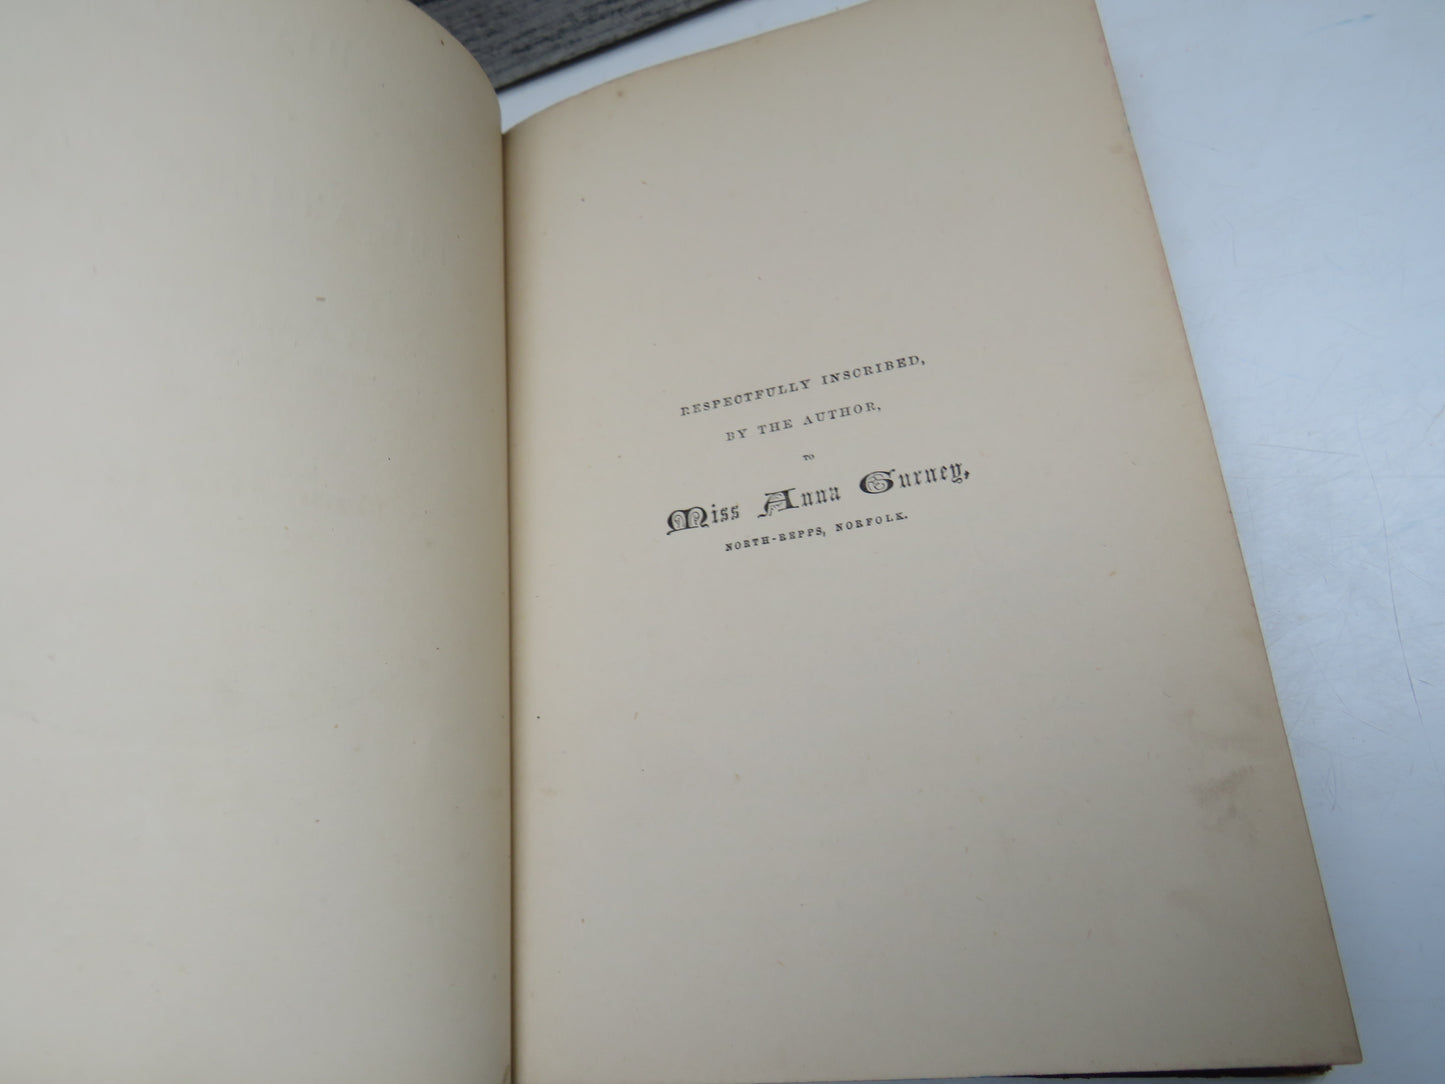 RESPECTFULLY INSCRIBED,
BY THE AUTHOR,
TO
Miss Anna Gurney,
NORTH-REPPS, NORFOLK.